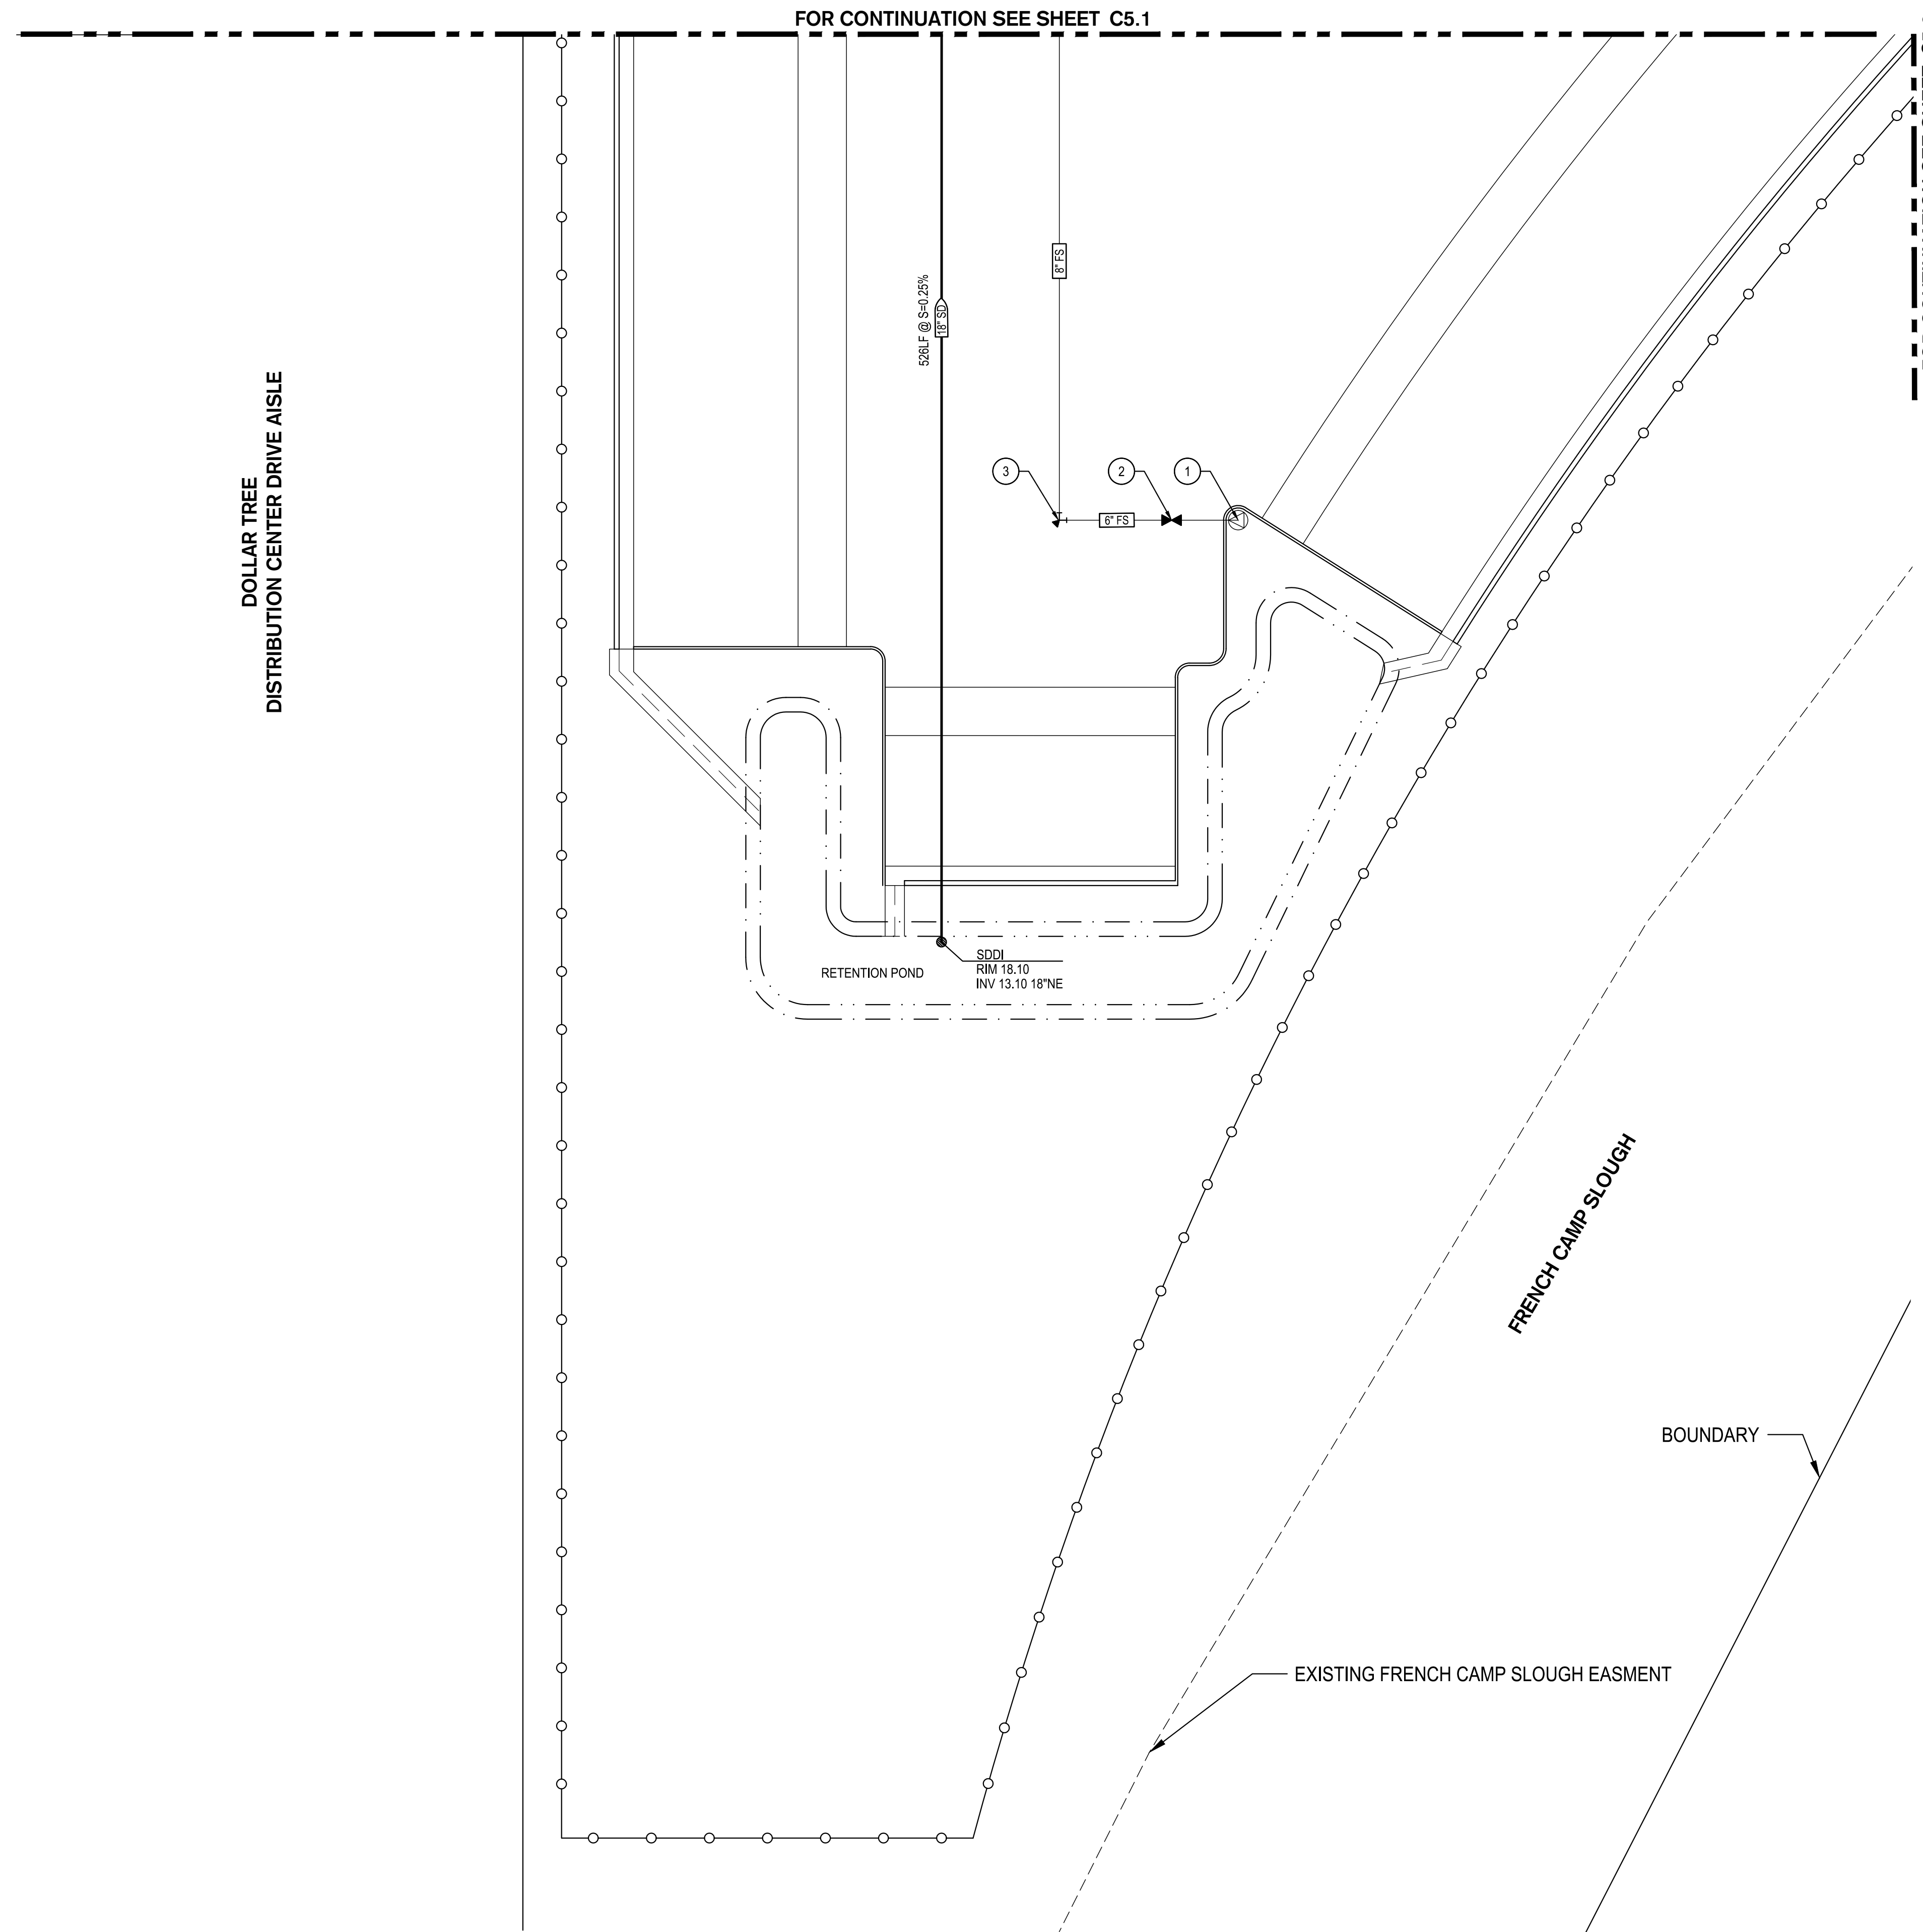 FOR CONTINUATION SEE SHEET C5.1
8" FS
526LF @ S=0.25%
18" SD
DOLLAR TREE
DISTRIBUTION CENTER DRIVE AISLE
3
2
1
6" FS
SDDI
RIM 18.10
INV 13.10 18"NE
RETENTION POND
FRENCH CAMP SLOUGH
BOUNDARY
EXISTING FRENCH CAMP SLOUGH EASMENT